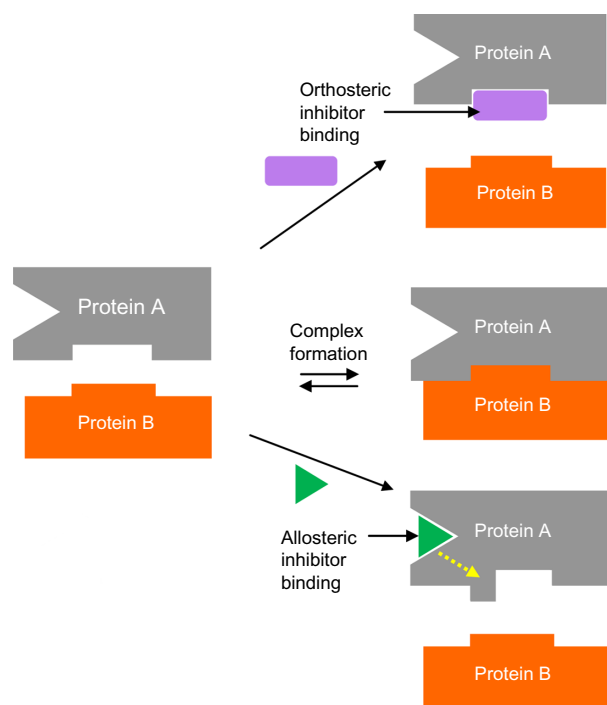 Protein A
Orthosteric
inhibitor
binding
Protein B
Protein A
Protein B
Complex
formation
Protein A
Protein B
Allosteric
inhibitor
binding
Protein A
Protein B